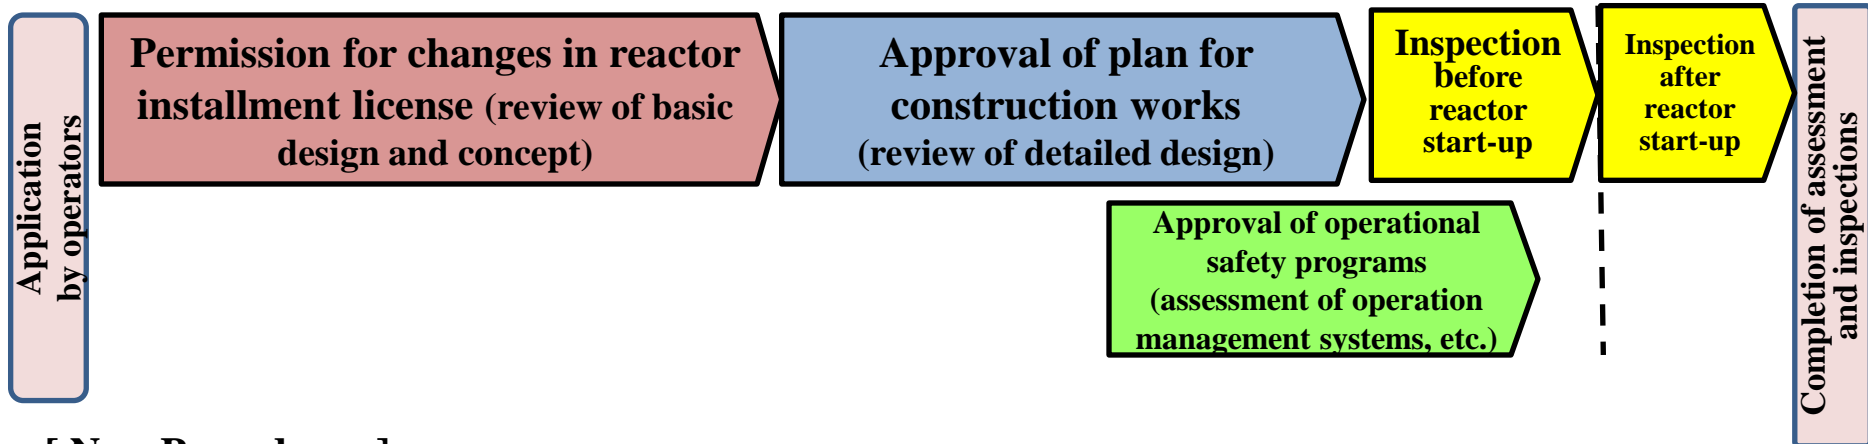 Application
by operators
Permission for changes in reactor
installment license (review of basic
design and concept)
Approval of plan for
construction works
(review of detailed design)
Inspection
before
reactor
start-up
Inspection
after
reactor
start-up
Approval of operational
safety programs
(assessment of operation
management systems, etc.)
Completion of assessment
and inspections